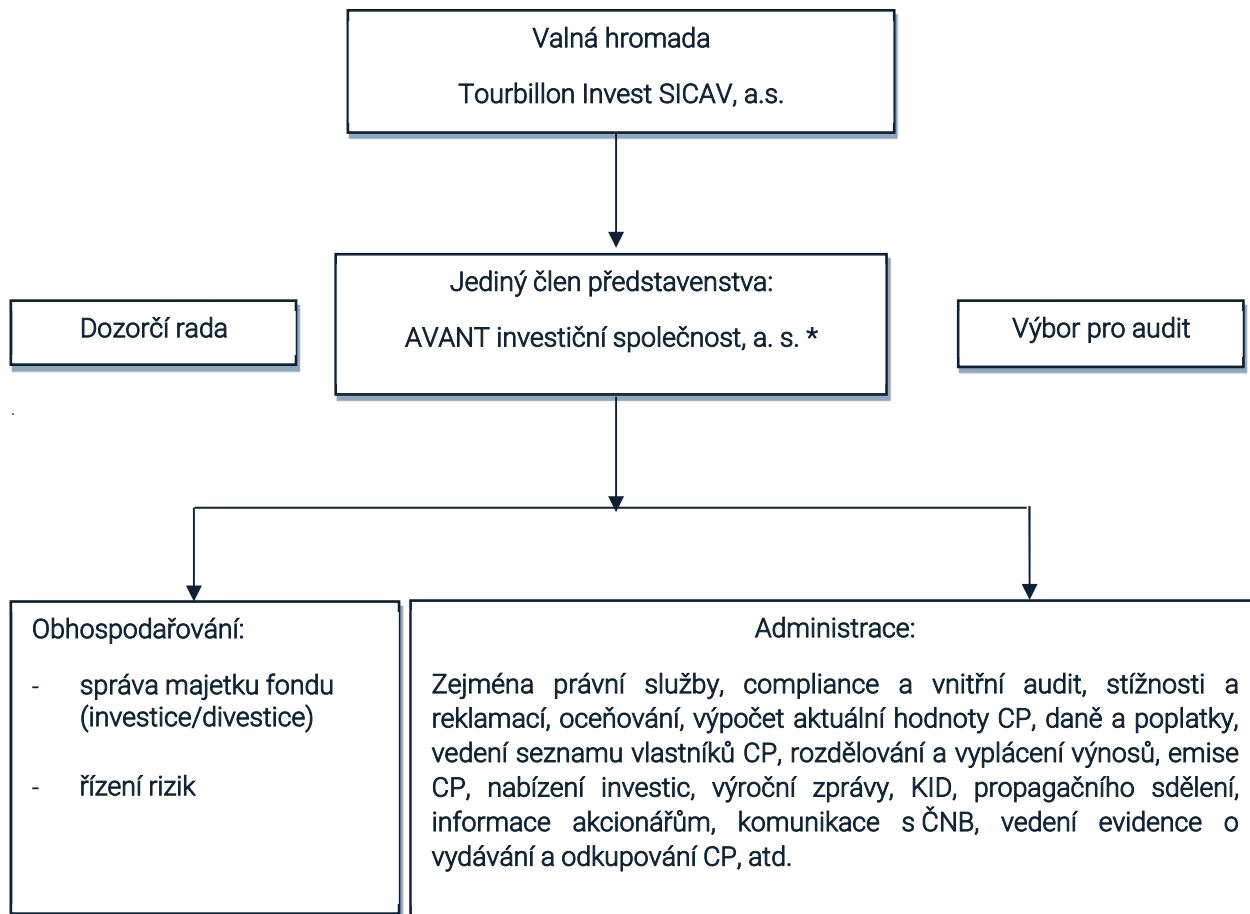 Valná hromada
Tourbillon Invest SICAV, a.s.
Jediný člen představenstva:
AVANT investiční společnost, a. s. *
Dozorčí rada
Výbor pro audit
.
Obhospodařování:
- správa majetku fondu
(investice/divestice)
- řízení rizik
Administrace:
Zejména právní služby, compliance a vnitřní audit, stížnosti a
reklamací, oceňování, výpočet aktuální hodnoty CP, daně a poplatky,
vedení seznamu vlastníků CP, rozdělování a vyplácení výnosů, emise
CP, nabízení investic, výroční zprávy, KID, propagačního sdělení,
informace akcionářům, komunikace s ČNB, vedení evidence o
vydávání a odkupování CP, atd.